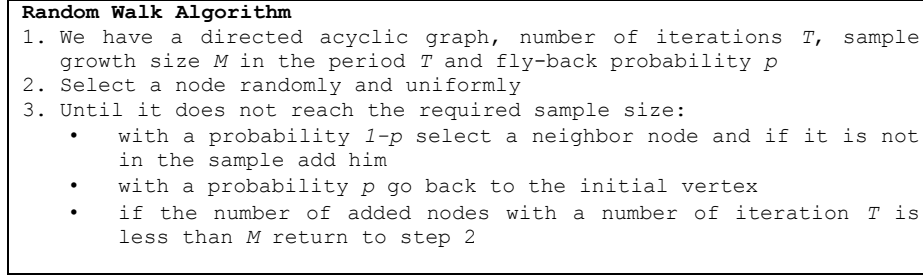 Random Walk Algorithm
1. We have a directed acyclic graph, number of iterations T, sample
growth size M in the period T and fly-back probability p
2. Select a node randomly and uniformly
3. Until it does not reach the required sample size:
• with a probability 1-p select a neighbor node and if it is not
in the sample add him
• with a probability p go back to the initial vertex
• if the number of added nodes with a number of iteration T is
less than M return to step 2